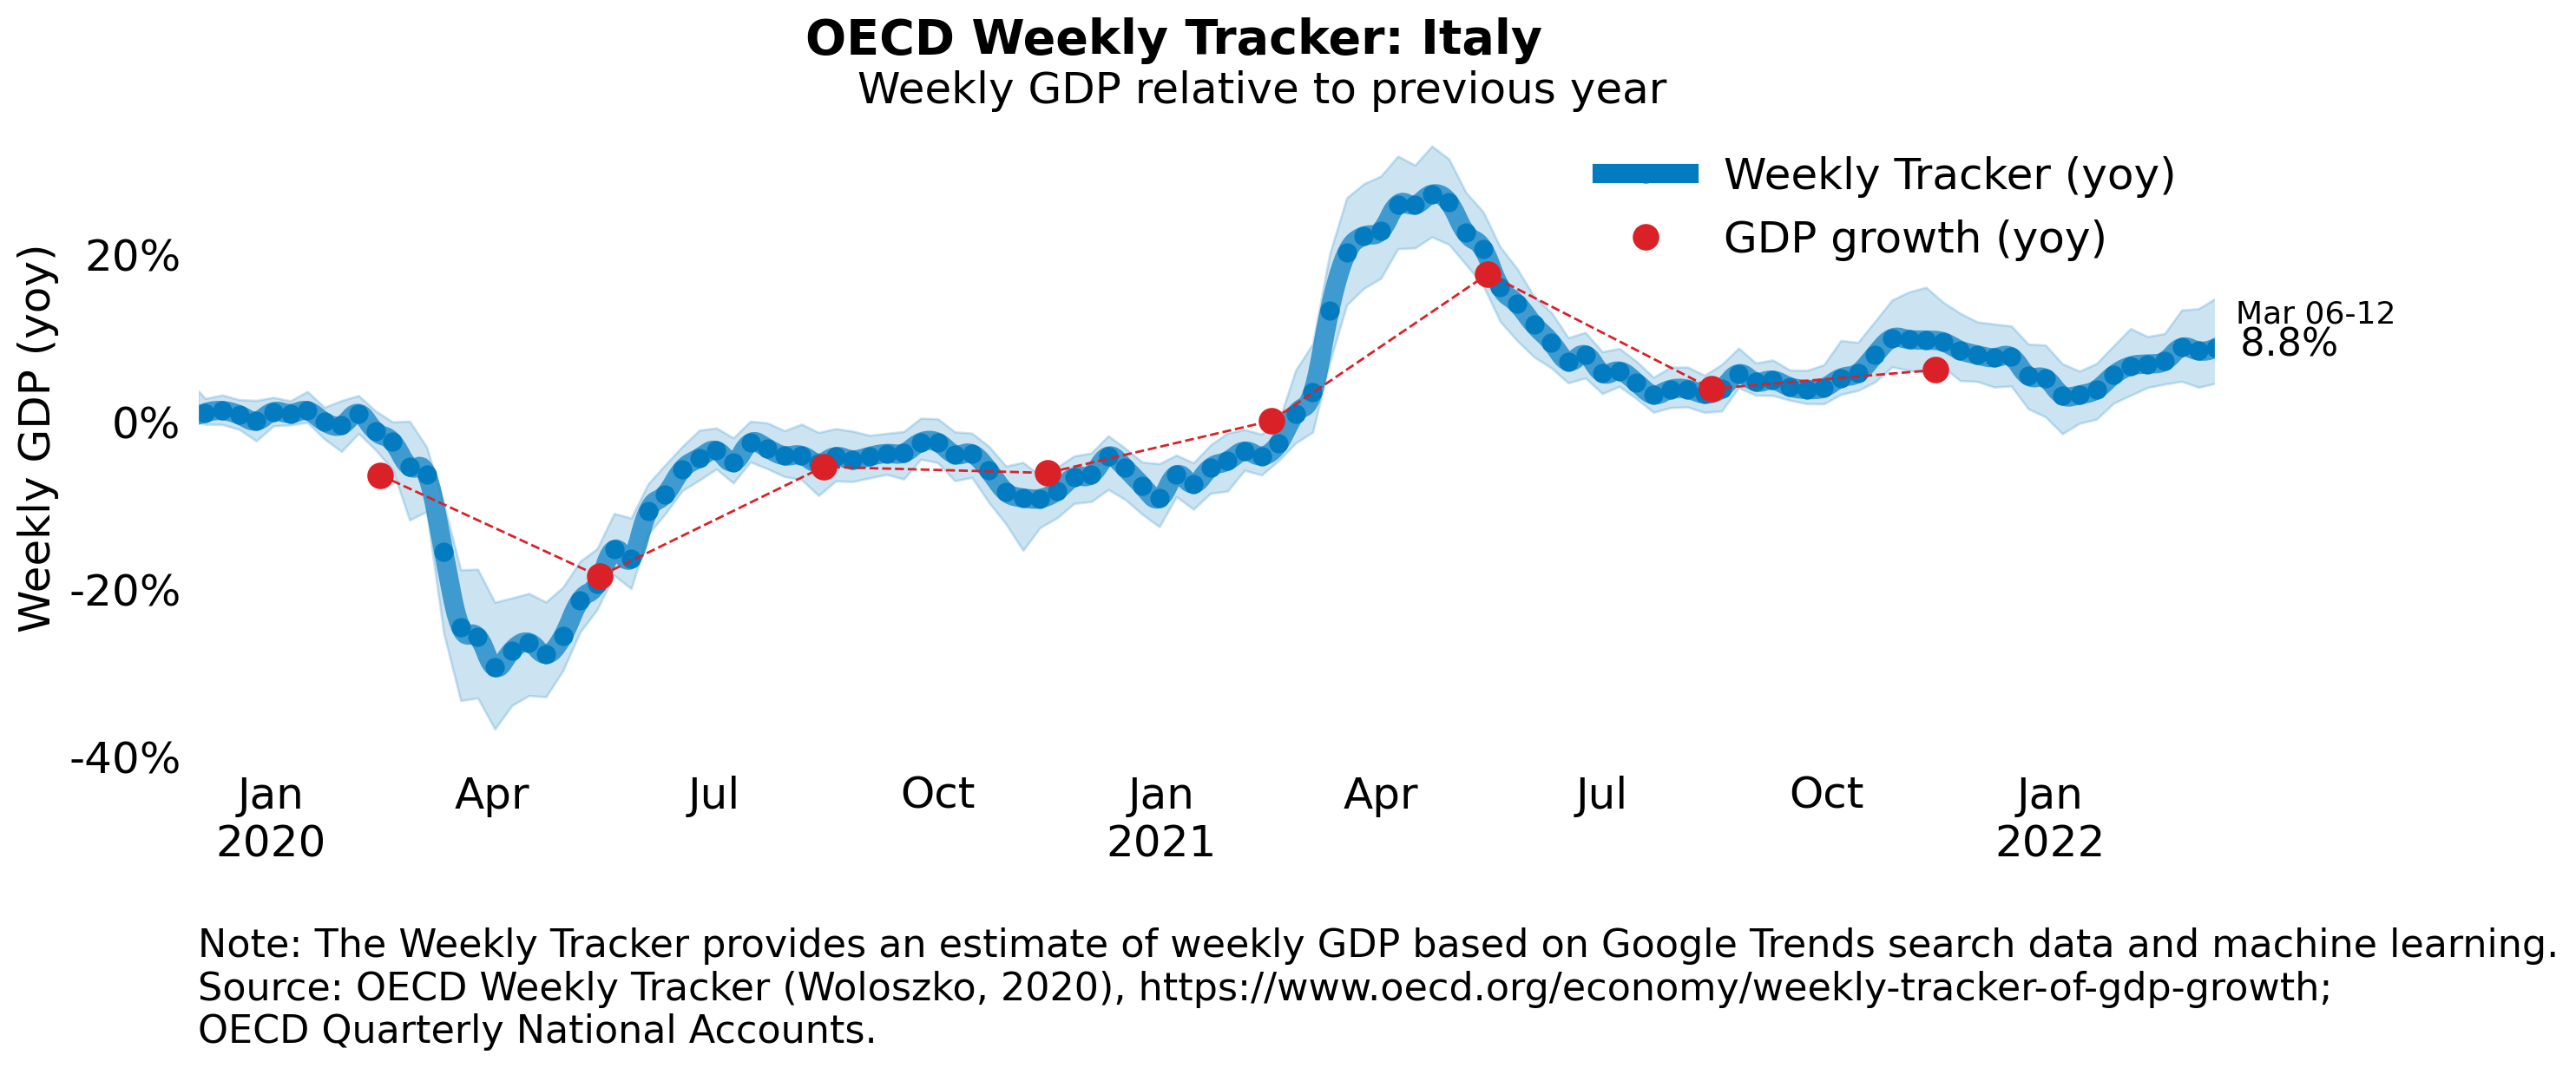 OECD Weekly Tracker: Italy
Weekly GDP relative to previous year
Weekly Tracker (yoy)
GDP growth (yoy)
Weekly GDP (yoy)
20%
0%
-20%
-40%
Mar 06-12
8.8%
Jan Apr Jul Oct Jan Apr Jul Oct Jan
2020 2021 2022
Note: The Weekly Tracker provides an estimate of weekly GDP based on Google Trends search data and machine learning.
Source: OECD Weekly Tracker (Woloszko, 2020), https://www.oecd.org/economy/weekly-tracker-of-gdp-growth;
OECD Quarterly National Accounts.